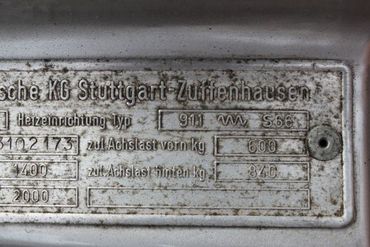 sche KG Stuttgart-Zuffenhausen
Heizeinrichtung Typ 911 S68
3102173 zul. Achslast vorn kg 600
1400 zul. Achslast hinten kg 840
2000